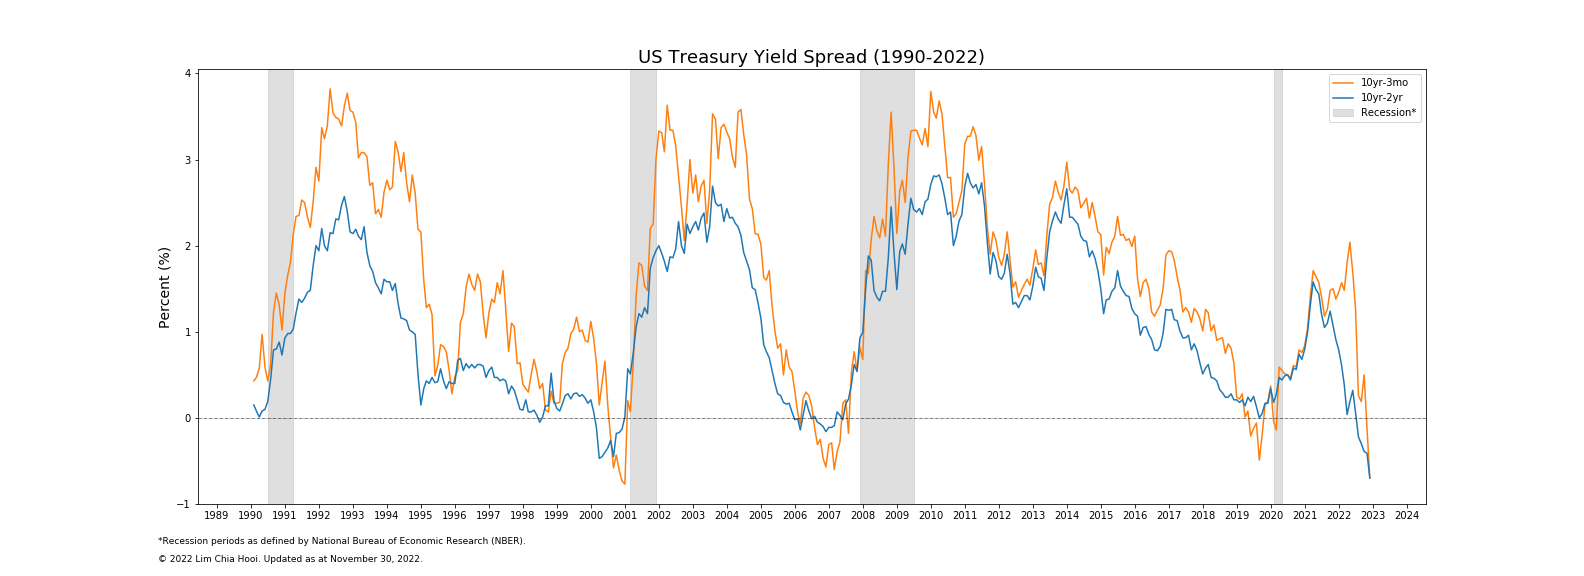 US Treasury Yield Spread (1990-2022)
10yr-3mo
10yr-2yr
Recession*
Percent (%)
4
3
2
1
0
−1
1989 1990 1991 1992 1993 1994 1995 1996 1997 1998 1999 2000 2001 2002 2003 2004 2005 2006 2007 2008 2009 2010 2011 2012 2013 2014 2015 2016 2017 2018 2019 2020 2021 2022 2023 2024
*Recession periods as defined by National Bureau of Economic Research (NBER).
© 2022 Lim Chia Hooi. Updated as at November 30, 2022.